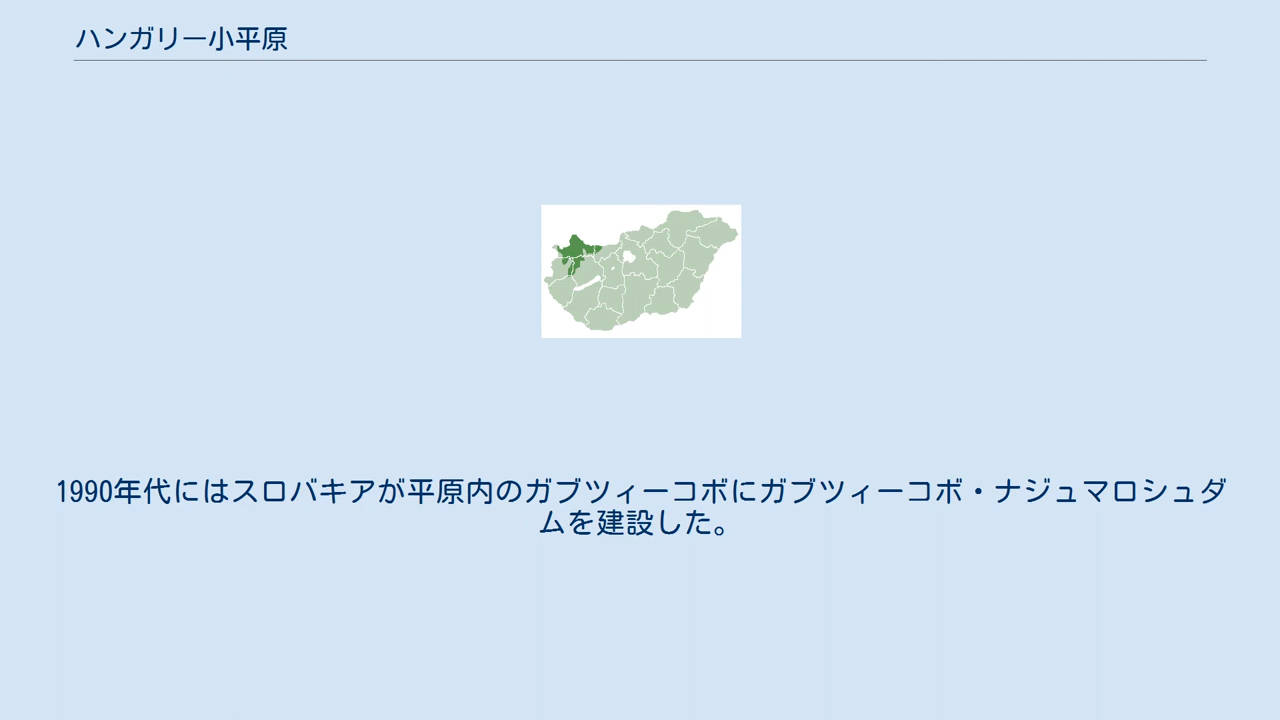 ハンガリー小平原
1990年代にはスロバキアが平原内のガブツィーコボにガブツィーコボ・ナジュマロシュダ
ムを建設した。